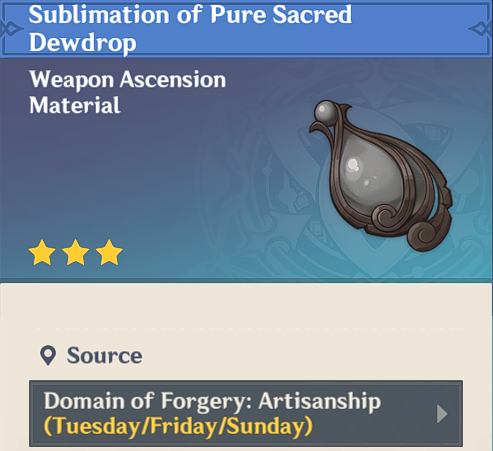 Sublimation of Pure Sacred
Dewdrop
Weapon Ascension
Material
Source
Domain of Forgery: Artisanship
(Tuesday/Friday/Sunday)